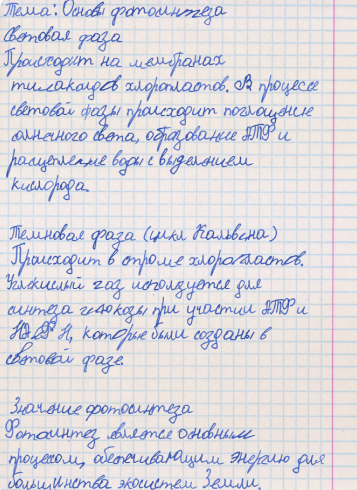 Тема: Основы фотосинтеза
Световая фаза
Происходит на мембранах
тилакоидов хлоропластов. В процессе
световой фазы происходит поглощение
солнечного света, образование АТФ и
расщепление воды с выделением
кислорода.
Темновая фаза (цикл Кальвина)
Происходит в строме хлоропластов.
Углекислый газ используется для
синтеза глюкозы при участии АТФ и
НАДФ Н, которые были созданы в
световой фазе.
Значение фотосинтеза
Фотосинтез является основным
процессом, обеспечивающим энергию для
большинства экосистем Земли.